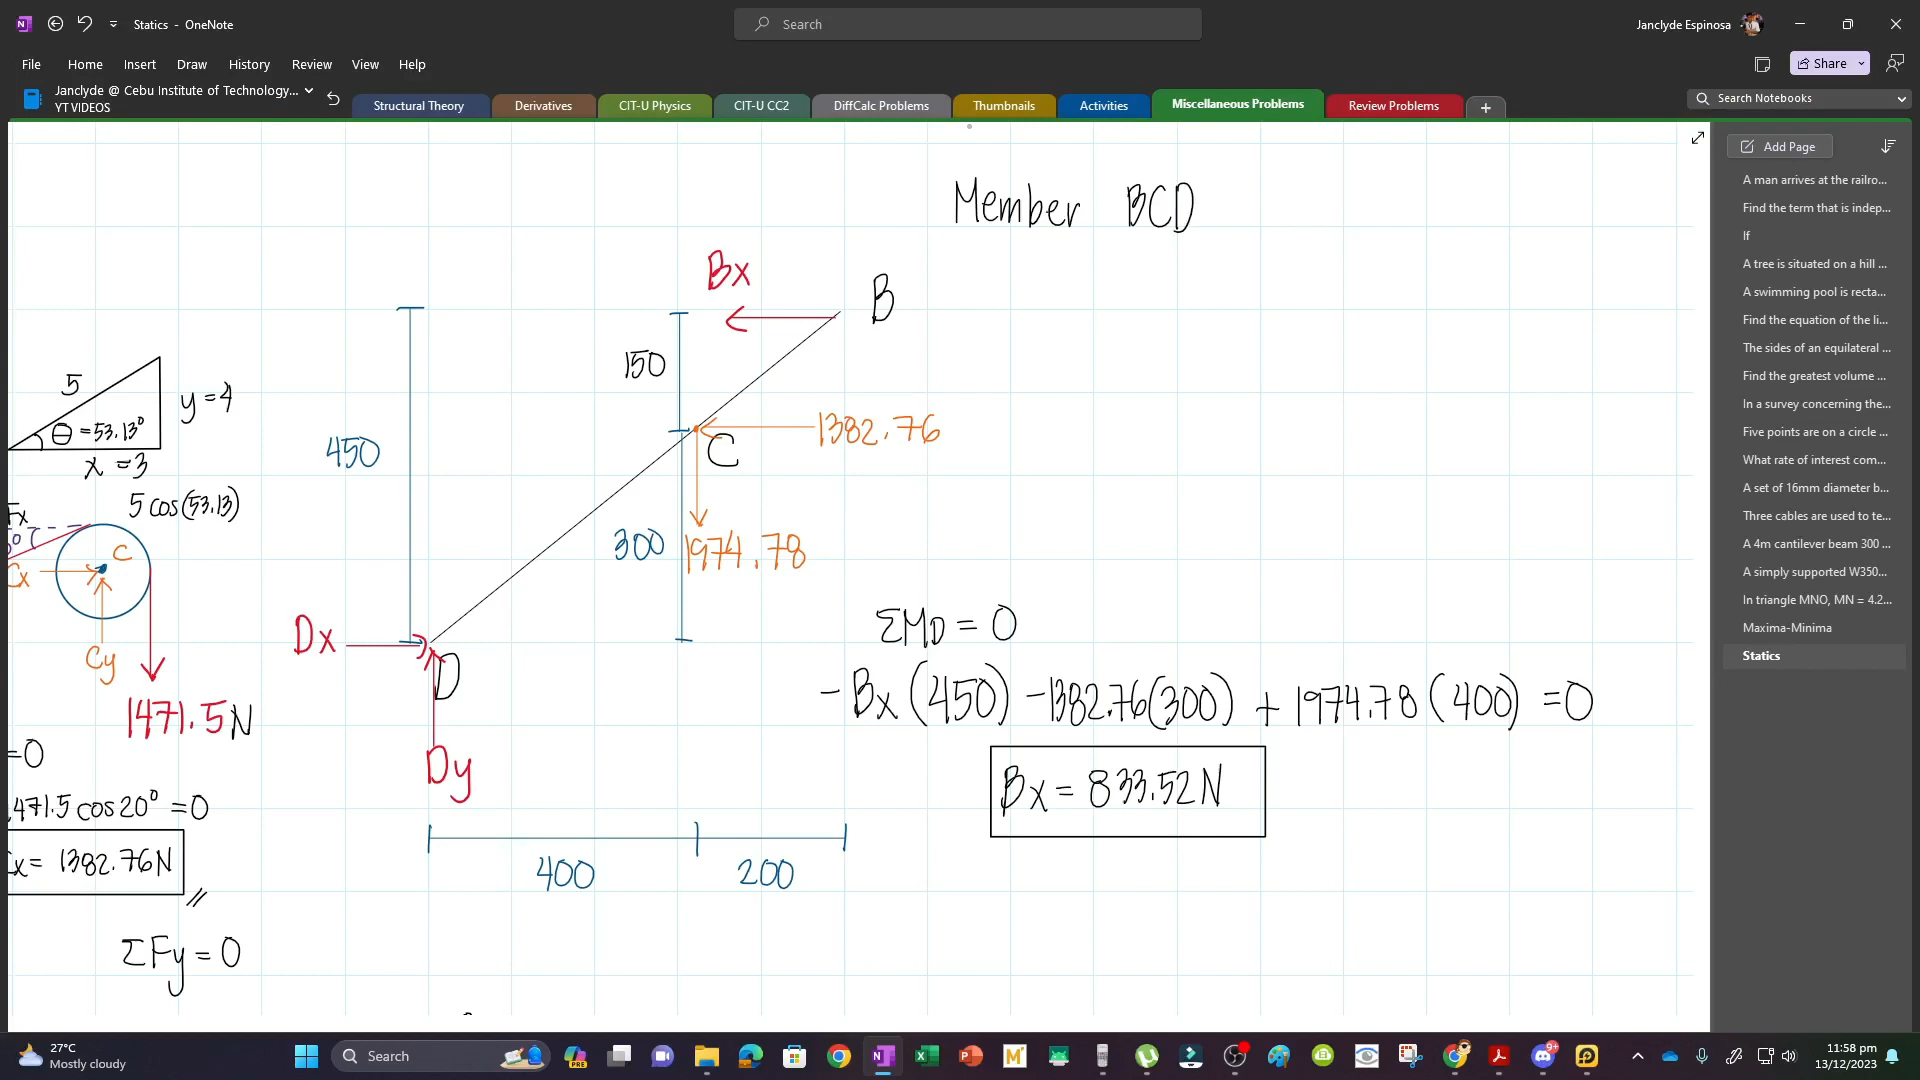 Statics - OneNote
Search
Janclyde Espinosa
File Home Insert Draw History Review View Help
Share
Janclyde @ Cebu Institute of Technology...
YT VIDEOS
Structural Theory Derivatives CIT-U Physics CIT-U CC2 DiffCalc Problems Thumbnails Activities Miscellaneous Problems Review Problems +
Search Notebooks
Add Page
A man arrives at the railro...
Find the term that is indep...
If
A tree is situated on a hill ...
A swimming pool is recta...
Find the equation of the li...
The sides of an equilateral ...
Find the greatest volume ...
In a survey concerning the...
Five points are on a circle ...
What rate of interest com...
A set of 16mm diameter b...
Three cables are used to te...
A 4m cantilever beam 300 ...
A simply supported W350...
In triangle MNO, MN = 4.2...
Maxima-Minima
Statics
Member BCD
Bx
B
150
5
y = 4
θ = 53.13°
x = 3
450
1382.76
C
5 cos(53.13)
Fx
C
Cx
300
1974.78
Dx
D
Cy
ΣMD = 0
- Bx (450) - 1382.76(300) + 1974.78 (400) = 0
1471.5 N
Dy
=0
Bx = 833.52 N
471.5 cos20° = 0
Cx = 1382.76 N
400
200
ΣFy = 0
27°C
Mostly cloudy
Search
PRE
9+
11:58 pm
13/12/2023